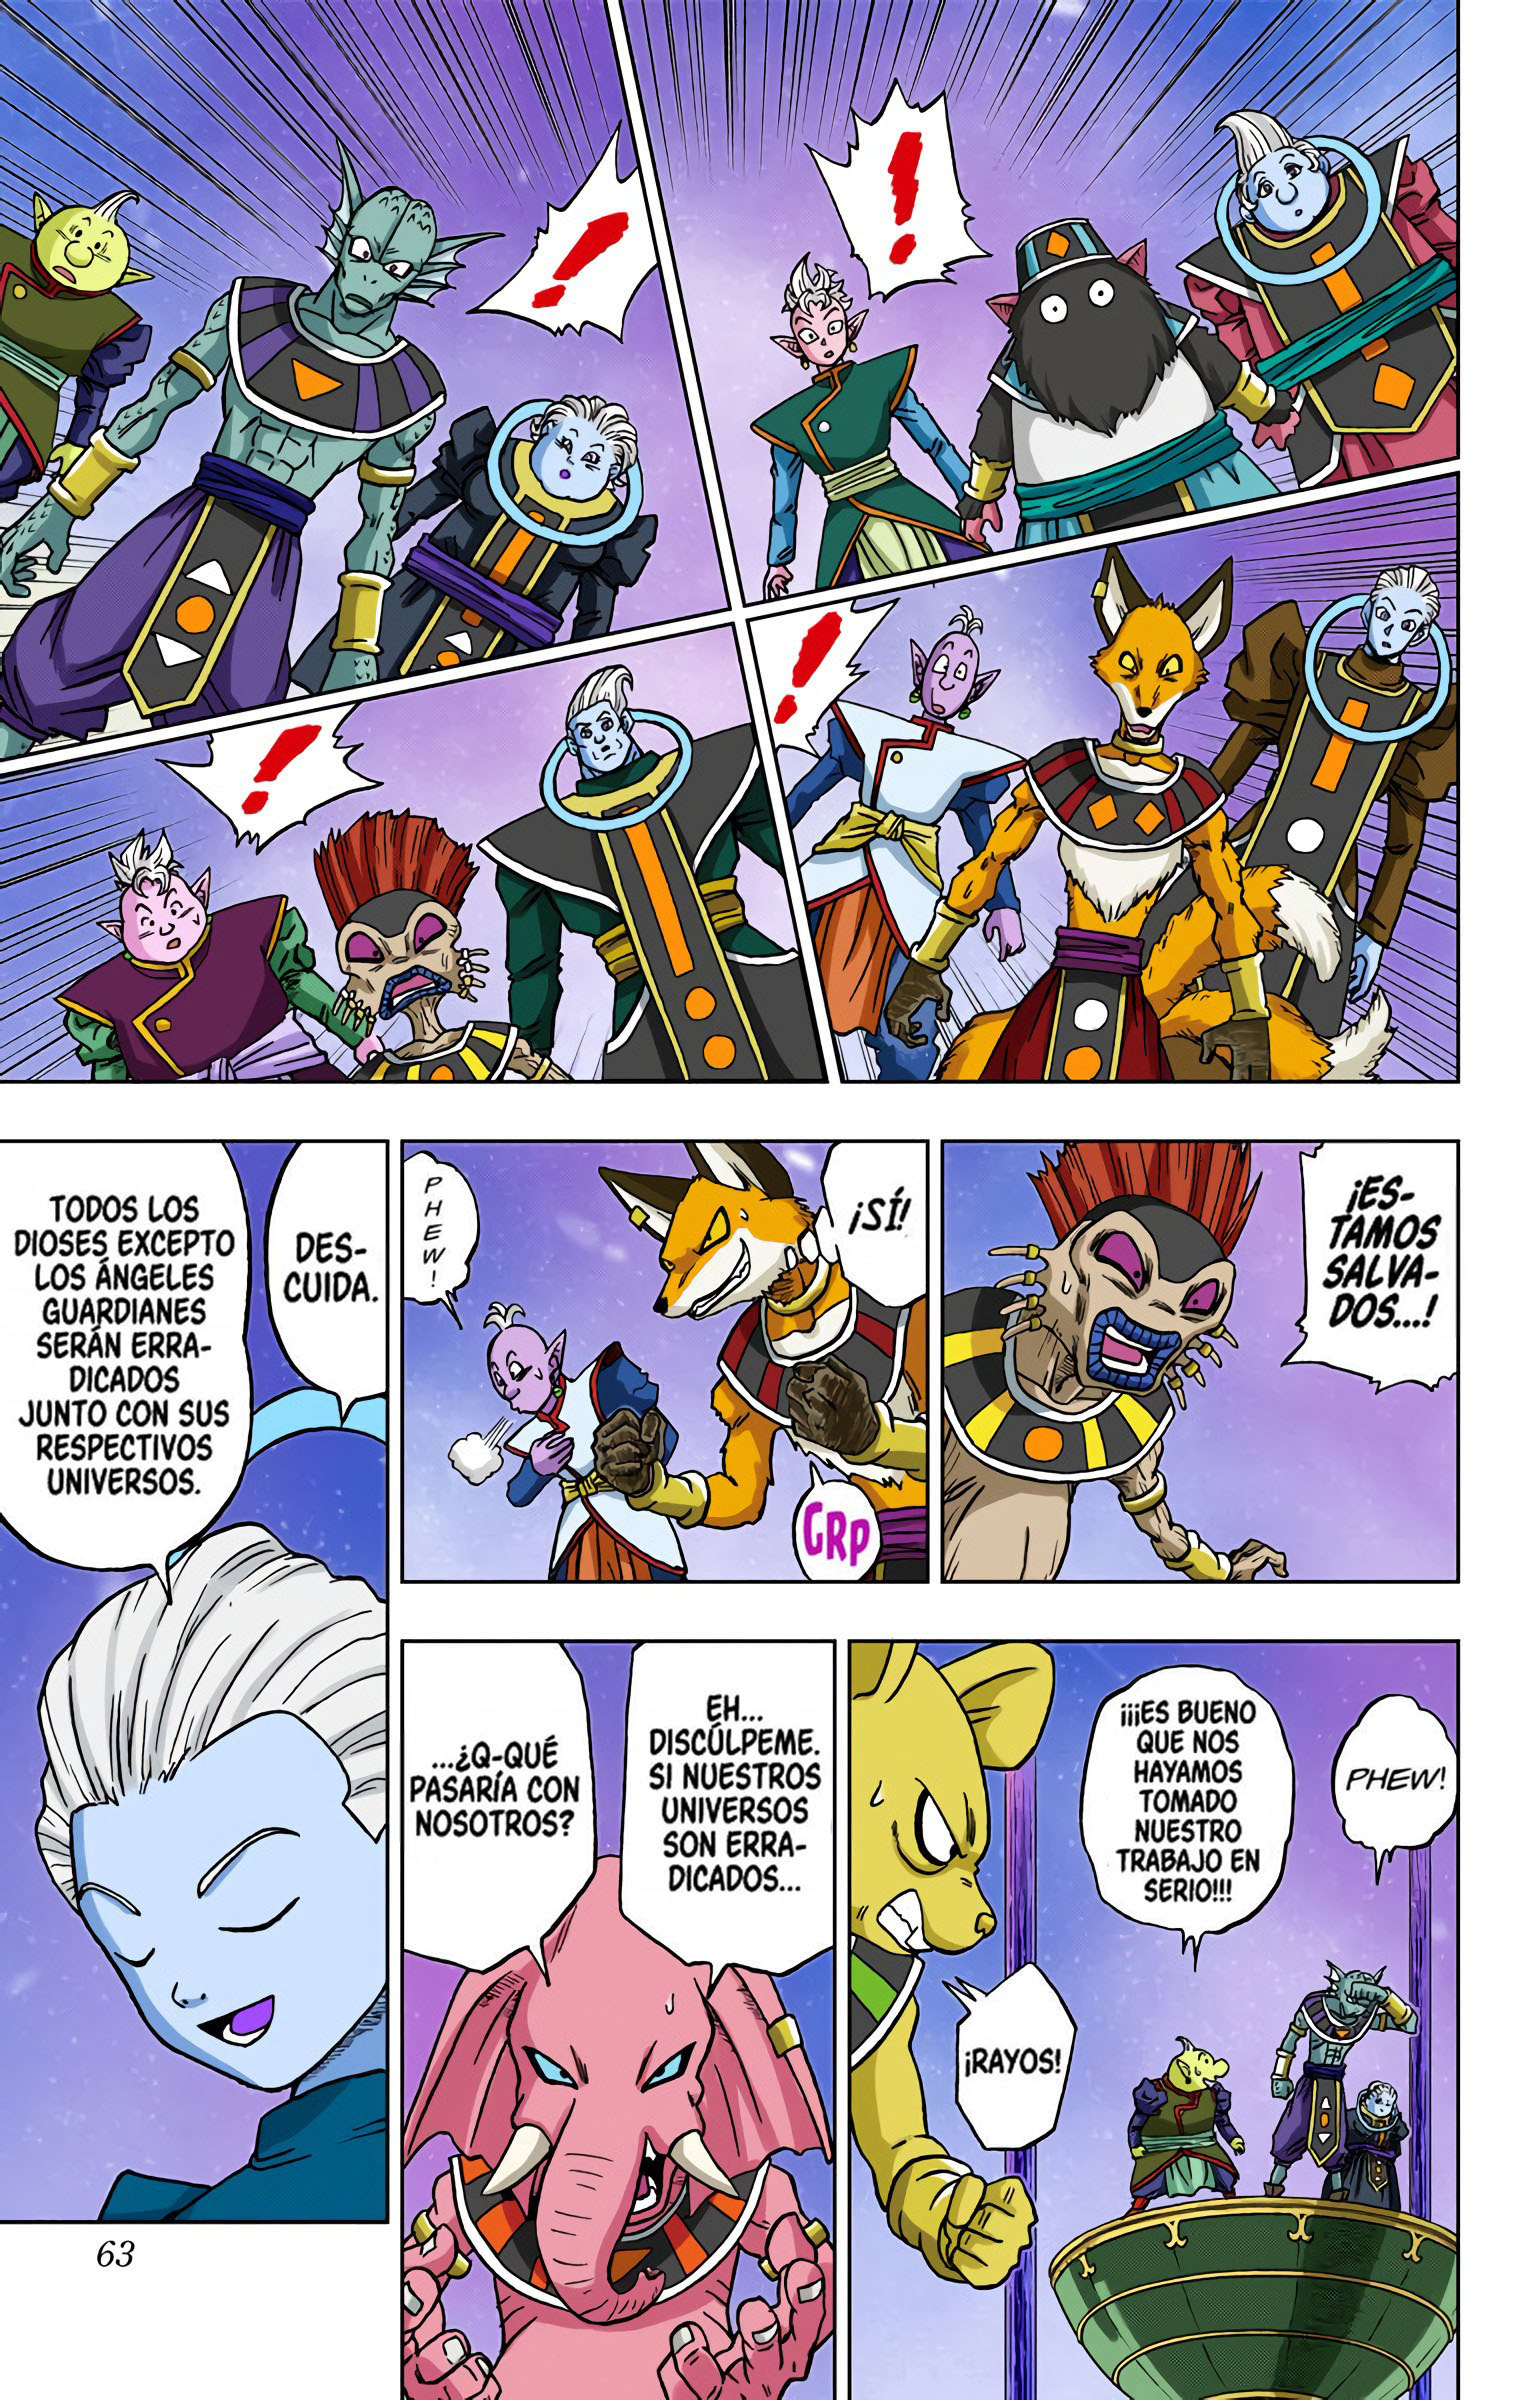 !
!
!
!
¡ES-
TAMOS
SALVA-
DOS...!
¡SÍ!
GRP
PHEW!
PHEW!
¡¡¡ES BUENO
QUE NOS
HAYAMOS
TOMADO
NUESTRO
TRABAJO EN
SERIO!!!
¡RAYOS!
EH...
DISCÚLPEME.
SI NUESTROS
UNIVERSOS
SON ERRA-
DICADOS...
...¿Q-QUÉ
PASARÍA CON
NOSOTROS?
DES-
CUIDA.
TODOS LOS
DIOSES EXCEPTO
LOS ÁNGELES
GUARDIANES
SERÁN ERRA-
DICADOS
JUNTO CON SUS
RESPECTIVOS
UNIVERSOS.
63